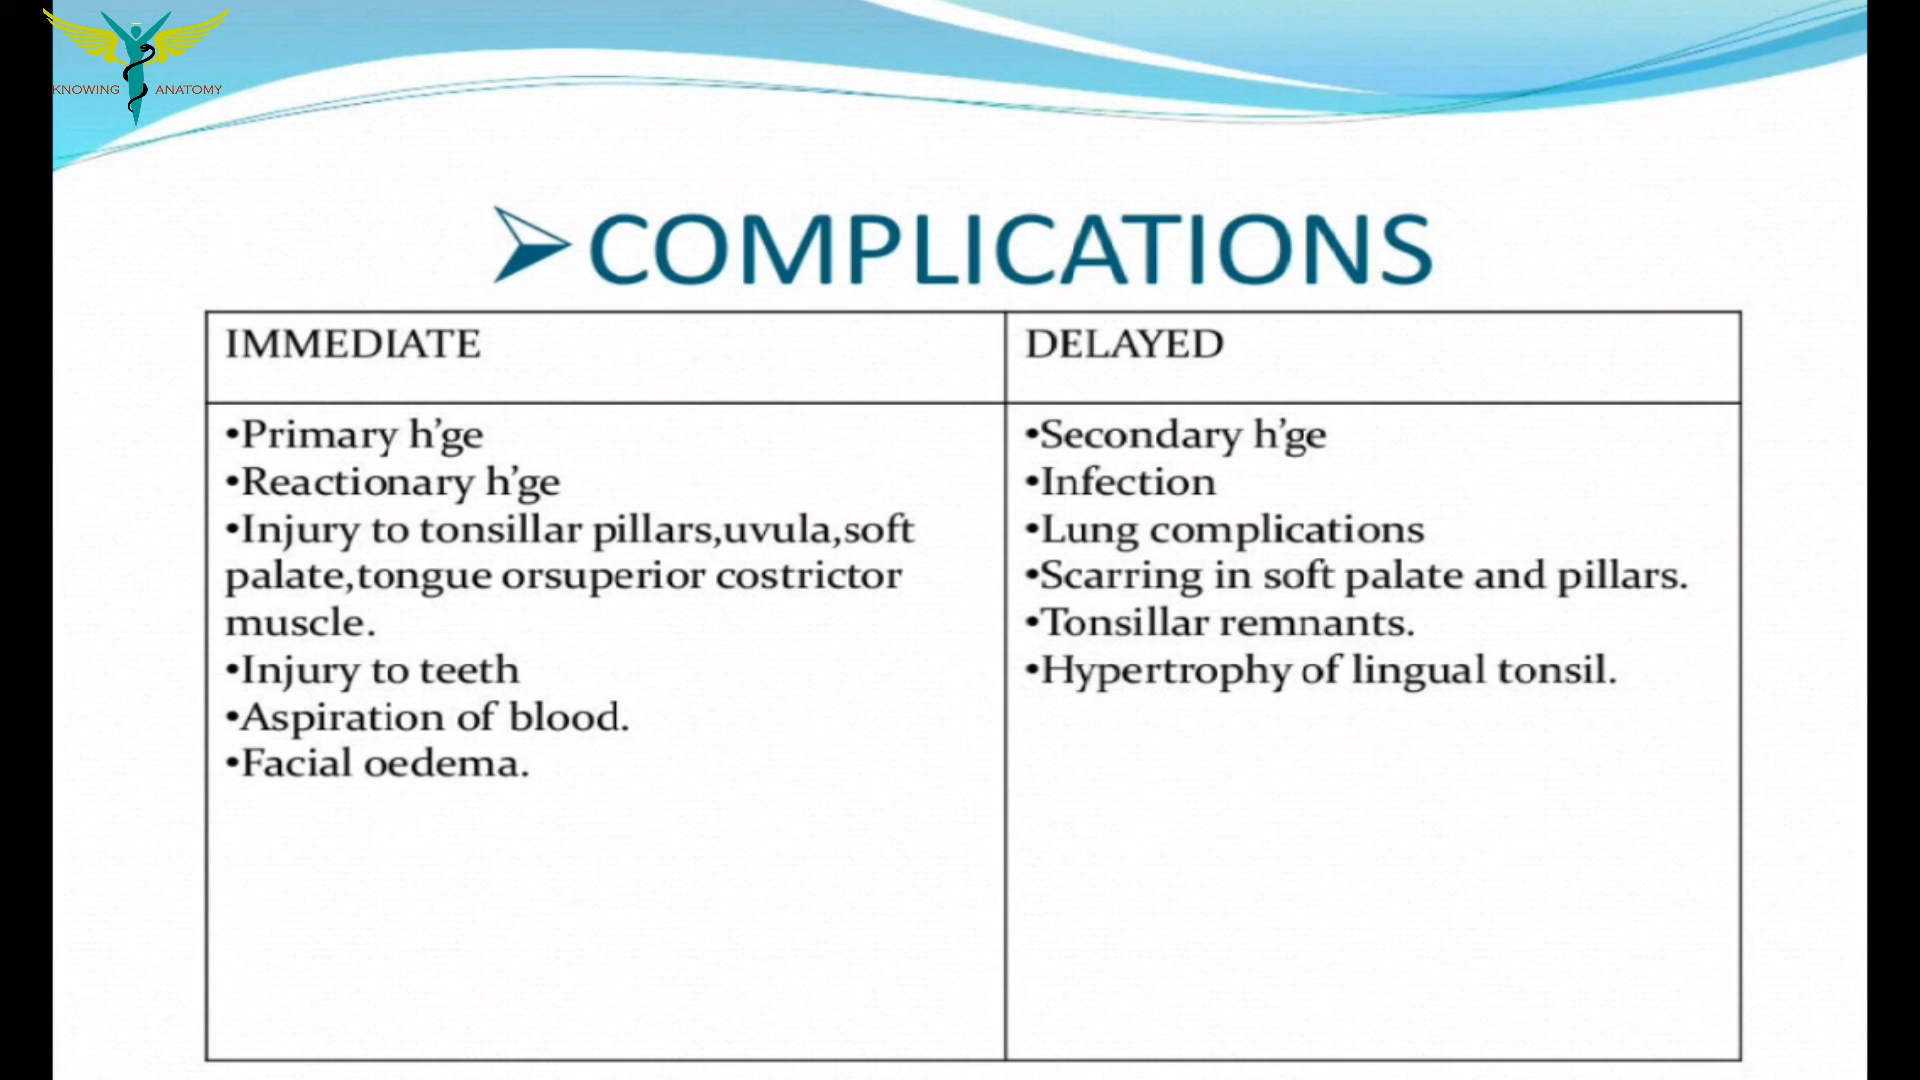 KNOWING ANATOMY
➢COMPLICATIONS
IMMEDIATE
DELAYED
•Primary h’ge
•Reactionary h’ge
•Injury to tonsillar pillars,uvula,soft
palate,tongue orsuperior costrictor
muscle.
•Injury to teeth
•Aspiration of blood.
•Facial oedema.
•Secondary h’ge
•Infection
•Lung complications
•Scarring in soft palate and pillars.
•Tonsillar remnants.
•Hypertrophy of lingual tonsil.